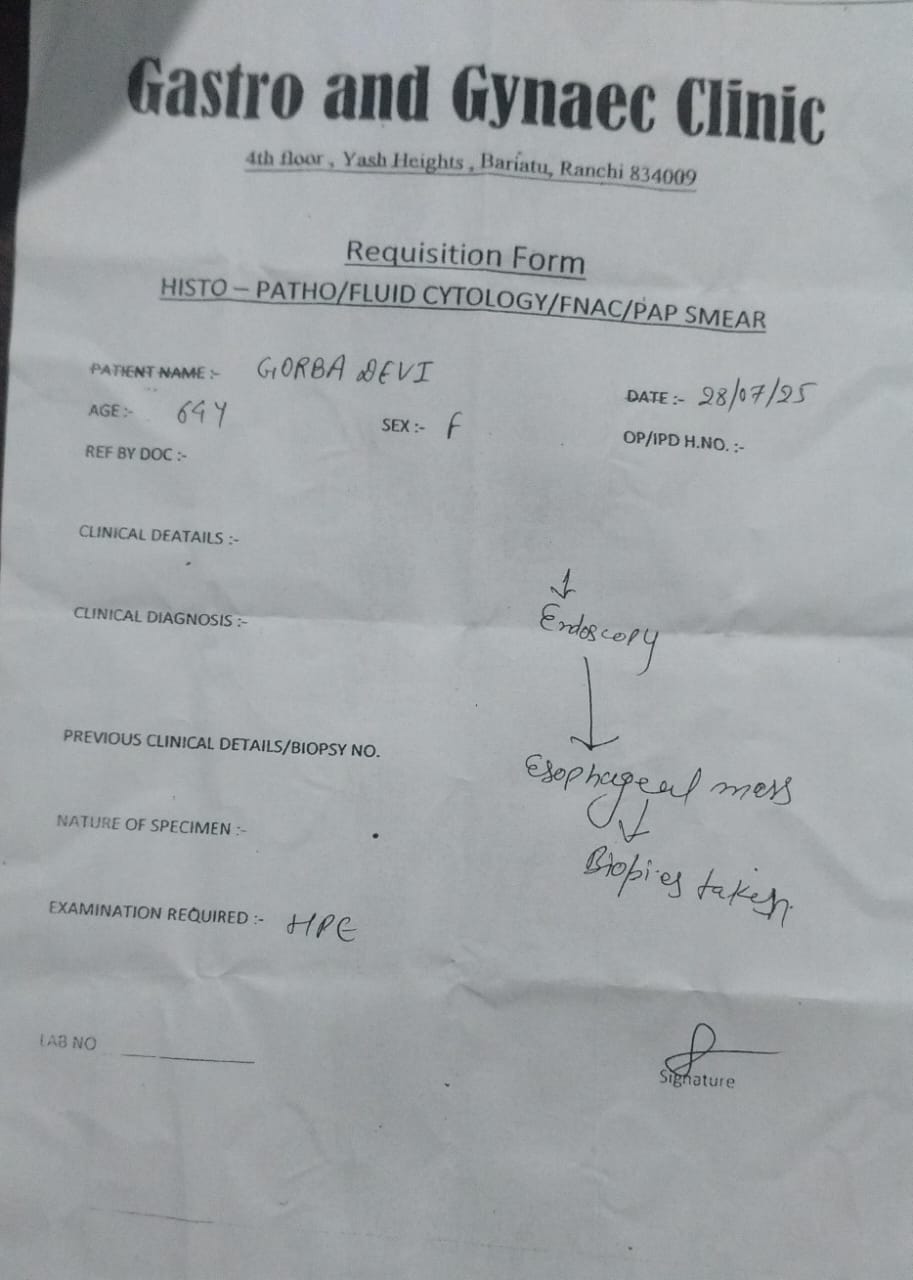 Gastro and Gynaec Clinic
4th floor , Yash Heights , Bariatu, Ranchi 834009
Requisition Form
HISTO – PATHO/FLUID CYTOLOGY/FNAC/PAP SMEAR
PATIENT NAME :- GORBA DEVI
DATE :- 28/07/25
AGE :- 64Y
SEX :- F
OP/IPD H.NO. :-
REF BY DOC :-
CLINICAL DEATAILS :-
CLINICAL DIAGNOSIS :-
Endoscopy
PREVIOUS CLINICAL DETAILS/BIOPSY NO.
Esophageal mass
NATURE OF SPECIMEN :-
Biopies taken.
EXAMINATION REQUIRED :- HPE
LAB NO
Signature